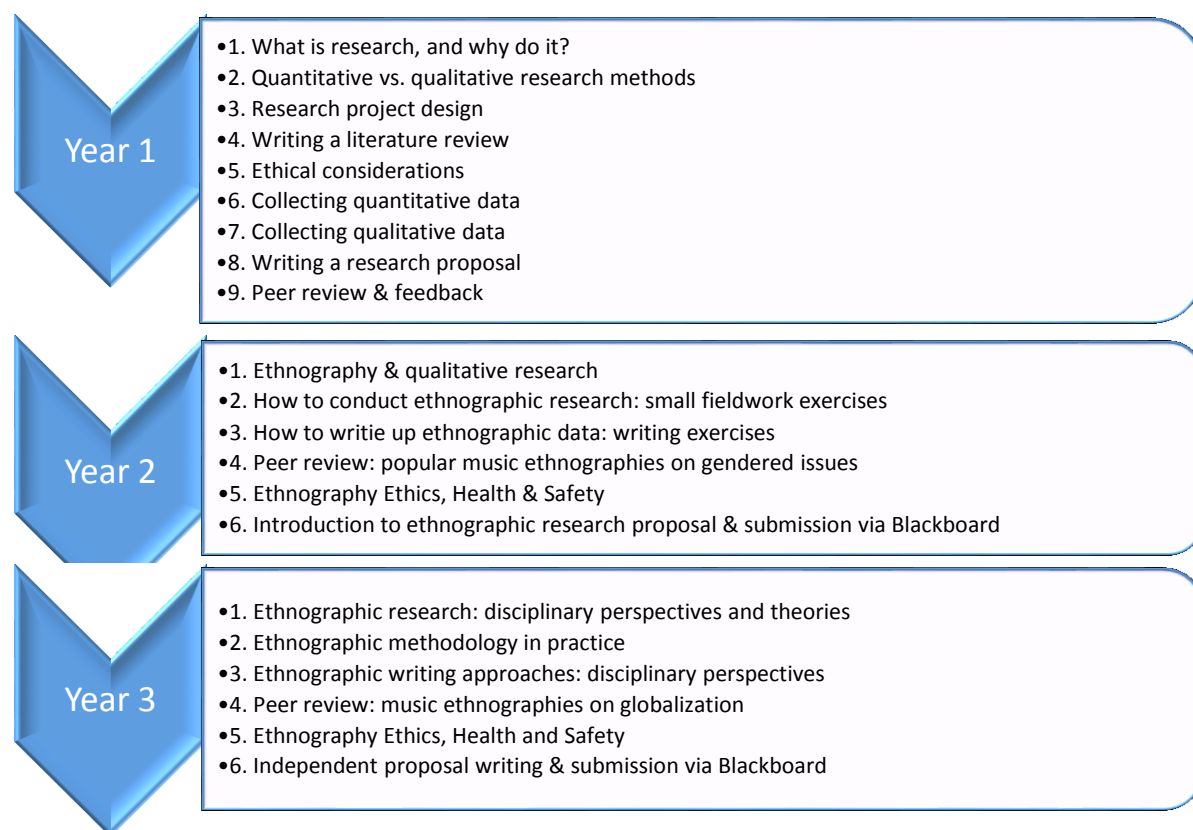 Year 1
•1. What is research, and why do it?
•2. Quantitative vs. qualitative research methods
•3. Research project design
•4. Writing a literature review
•5. Ethical considerations
•6. Collecting quantitative data
•7. Collecting qualitative data
•8. Writing a research proposal
•9. Peer review & feedback
Year 2
•1. Ethnography & qualitative research
•2. How to conduct ethnographic research: small fieldwork exercises
•3. How to writie up ethnographic data: writing exercises
•4. Peer review: popular music ethnographies on gendered issues
•5. Ethnography Ethics, Health & Safety
•6. Introduction to ethnographic research proposal & submission via Blackboard
Year 3
•1. Ethnographic research: disciplinary perspectives and theories
•2. Ethnographic methodology in practice
•3. Ethnographic writing approaches: disciplinary perspectives
•4. Peer review: music ethnographies on globalization
•5. Ethnography Ethics, Health and Safety
•6. Independent proposal writing & submission via Blackboard